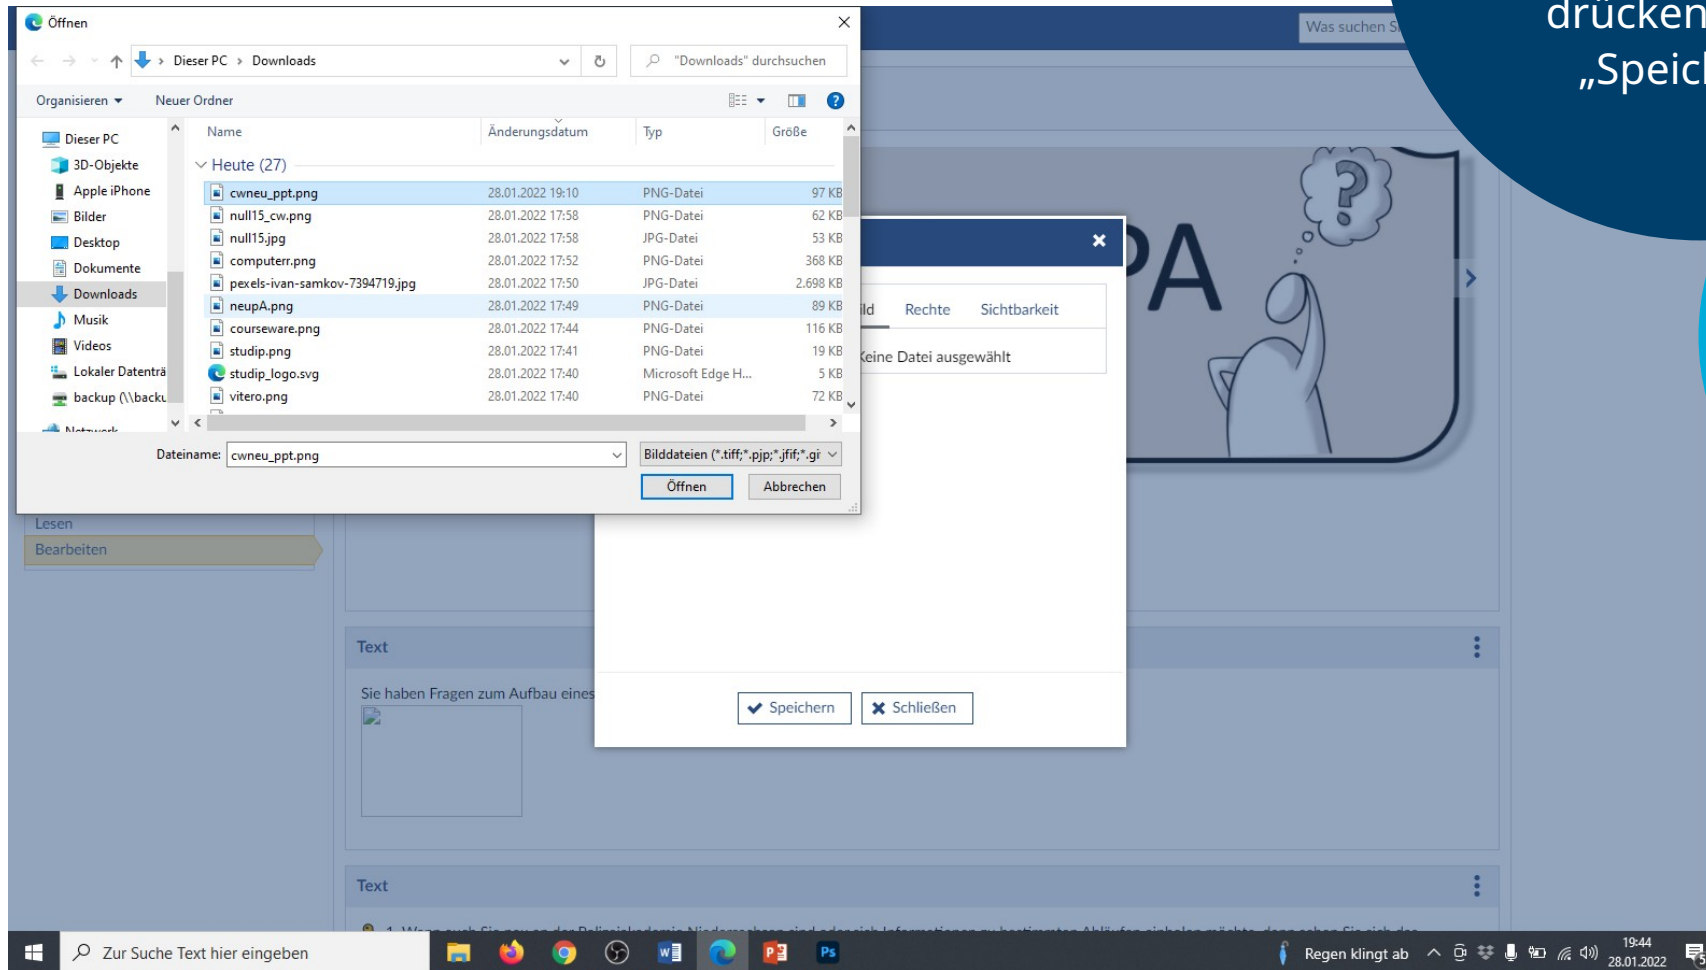 Öffnen
Was suchen
drücken
„Speich
Dieser PC > Downloads
"Downloads" durchsuchen
Organisieren
Neuer Ordner
Name Änderungsdatum Typ Größe
Dieser PC
3D-Objekte
Apple iPhone
Bilder
Desktop
Dokumente
Downloads
Musik
Videos
Lokaler Datenträ
backup (\\backu
Netzwerk
Heute (27)
cwneu_ppt.png 28.01.2022 19:10 PNG-Datei 97 KB
null15_cw.png 28.01.2022 17:58 PNG-Datei 62 KB
null15.jpg 28.01.2022 17:58 JPG-Datei 53 KB
computerr.png 28.01.2022 17:52 PNG-Datei 368 KB
pexels-ivan-samkov-7394719.jpg 28.01.2022 17:50 JPG-Datei 2.698 KB
neupA.png 28.01.2022 17:49 PNG-Datei 89 KB
courseware.png 28.01.2022 17:44 PNG-Datei 116 KB
studip.png 28.01.2022 17:41 PNG-Datei 19 KB
studip_logo.svg 28.01.2022 17:40 Microsoft Edge H... 5 KB
vitero.png 28.01.2022 17:40 PNG-Datei 72 KB
Dateiname: cwneu_ppt.png
Bilddateien (*.tiff;*.pjp;*.jfif;*.gi
Öffnen Abbrechen
PA
?
ild Rechte Sichtbarkeit
Keine Datei ausgewählt
Lesen
Bearbeiten
Text
Sie haben Fragen zum Aufbau eines
Speichern Schließen
Text
Zur Suche Text hier eingeben
Regen klingt ab
19:44
28.01.2022